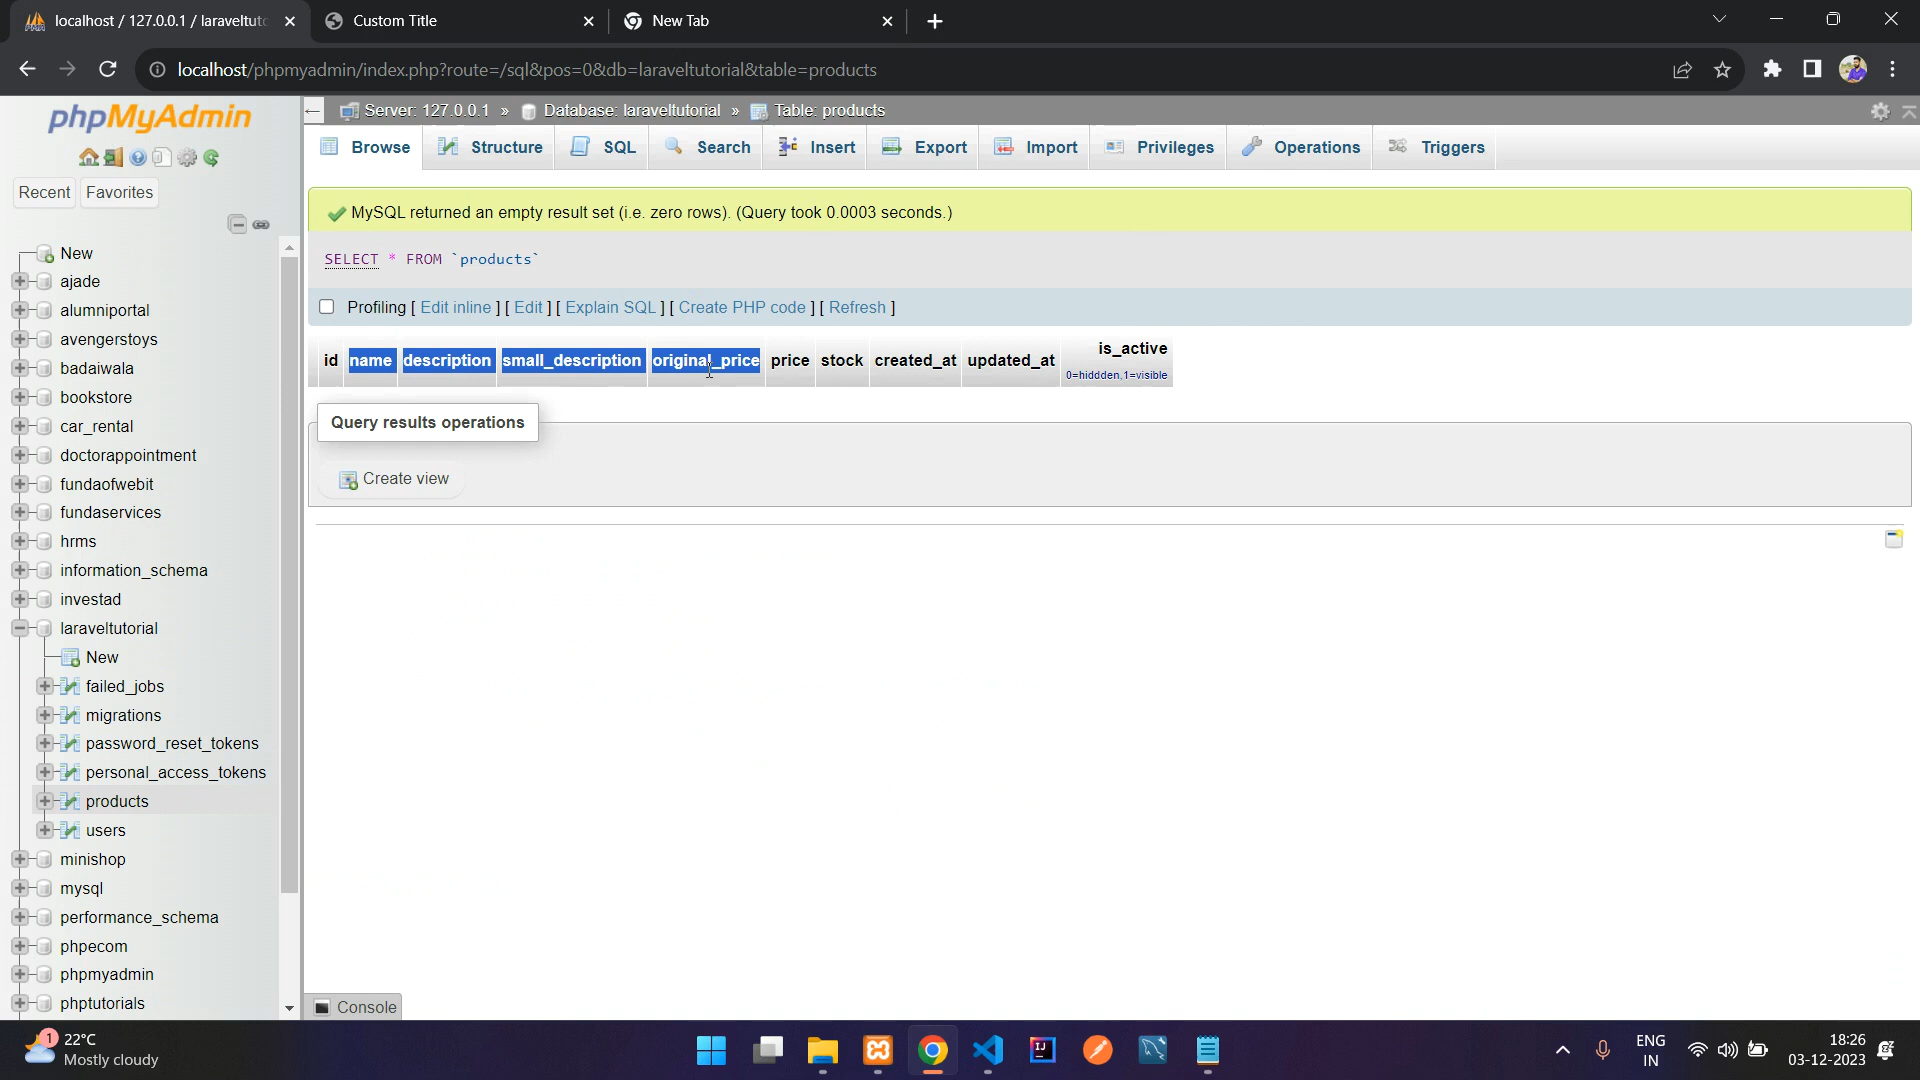 localhost / 127.0.0.1 / laraveltuto
Custom Title
New Tab
localhost/phpmyadmin/index.php?route=/sql&pos=0&db=laraveltutorial&table=products
phpMyAdmin
Server: 127.0.0.1 » Database: laraveltutorial » Table: products
Browse Structure SQL Search Insert Export Import Privileges Operations Triggers
Recent Favorites
MySQL returned an empty result set (i.e. zero rows). (Query took 0.0003 seconds.)
SELECT * FROM `products`
Profiling [ Edit inline ] [ Edit ] [ Explain SQL ] [ Create PHP code ] [ Refresh ]
id name description small_description original_price price stock created_at updated_at is_active
0=hiddden,1=visible
Query results operations
Create view
New
ajade
alumniportal
avengerstoys
badaiwala
bookstore
car_rental
doctorappointment
fundaofwebit
fundaservices
hrms
information_schema
investad
laraveltutorial
New
failed_jobs
migrations
password_reset_tokens
personal_access_tokens
products
users
minishop
mysql
performance_schema
phpecom
phpmyadmin
phptutorials
Console
1
22°C
Mostly cloudy
IJ
ENG
IN
18:26
03-12-2023